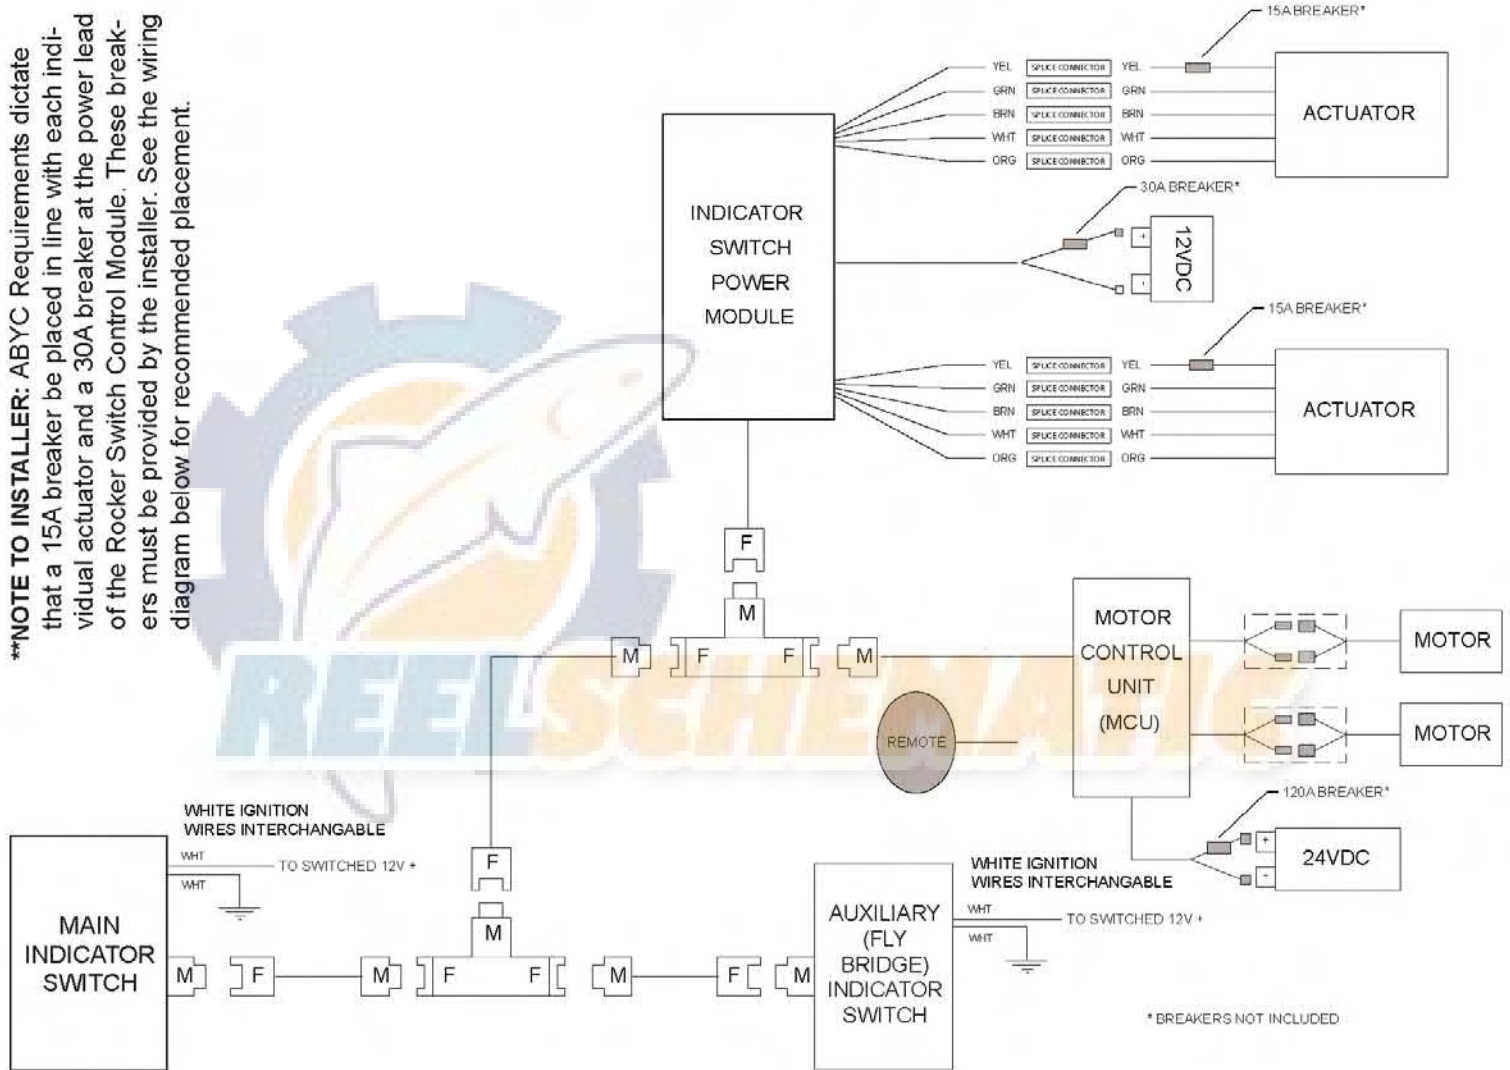 **NOTE TO INSTALLER: ABYC Requirements dictate
that a 15A breaker be placed in line with each indi-
vidual actuator and a 30A breaker at the power lead
of the Rocker Switch Control Module. These break-
ers must be provided by the installer. See the wiring
diagram below for recommended placement.
15A BREAKER*
YEL SPLICE CONNECTOR YEL
GRN SPLICE CONNECTOR GRN
BRN SPLICE CONNECTOR BRN
WHT SPLICE CONNECTOR WHT
ORG SPLICE CONNECTOR ORG
ACTUATOR
INDICATOR
SWITCH
POWER
MODULE
30A BREAKER*
+
-
12VDC
15A BREAKER*
YEL SPLICE CONNECTOR YEL
GRN SPLICE CONNECTOR GRN
BRN SPLICE CONNECTOR BRN
WHT SPLICE CONNECTOR WHT
ORG SPLICE CONNECTOR ORG
ACTUATOR
F
M
M F F M
MOTOR
CONTROL
UNIT
(MCU)
MOTOR
MOTOR
REMOTE
REELSCHEMATIC
120A BREAKER*
+
-
24VDC
WHITE IGNITION
WIRES INTERCHANGABLE
WHT
TO SWITCHED 12V +
WHT
MAIN
INDICATOR
SWITCH
F
M
M F M F F M F M
WHITE IGNITION
WIRES INTERCHANGABLE
WHT
TO SWITCHED 12V +
WHT
AUXILIARY
(FLY
BRIDGE)
INDICATOR
SWITCH
* BREAKERS NOT INCLUDED